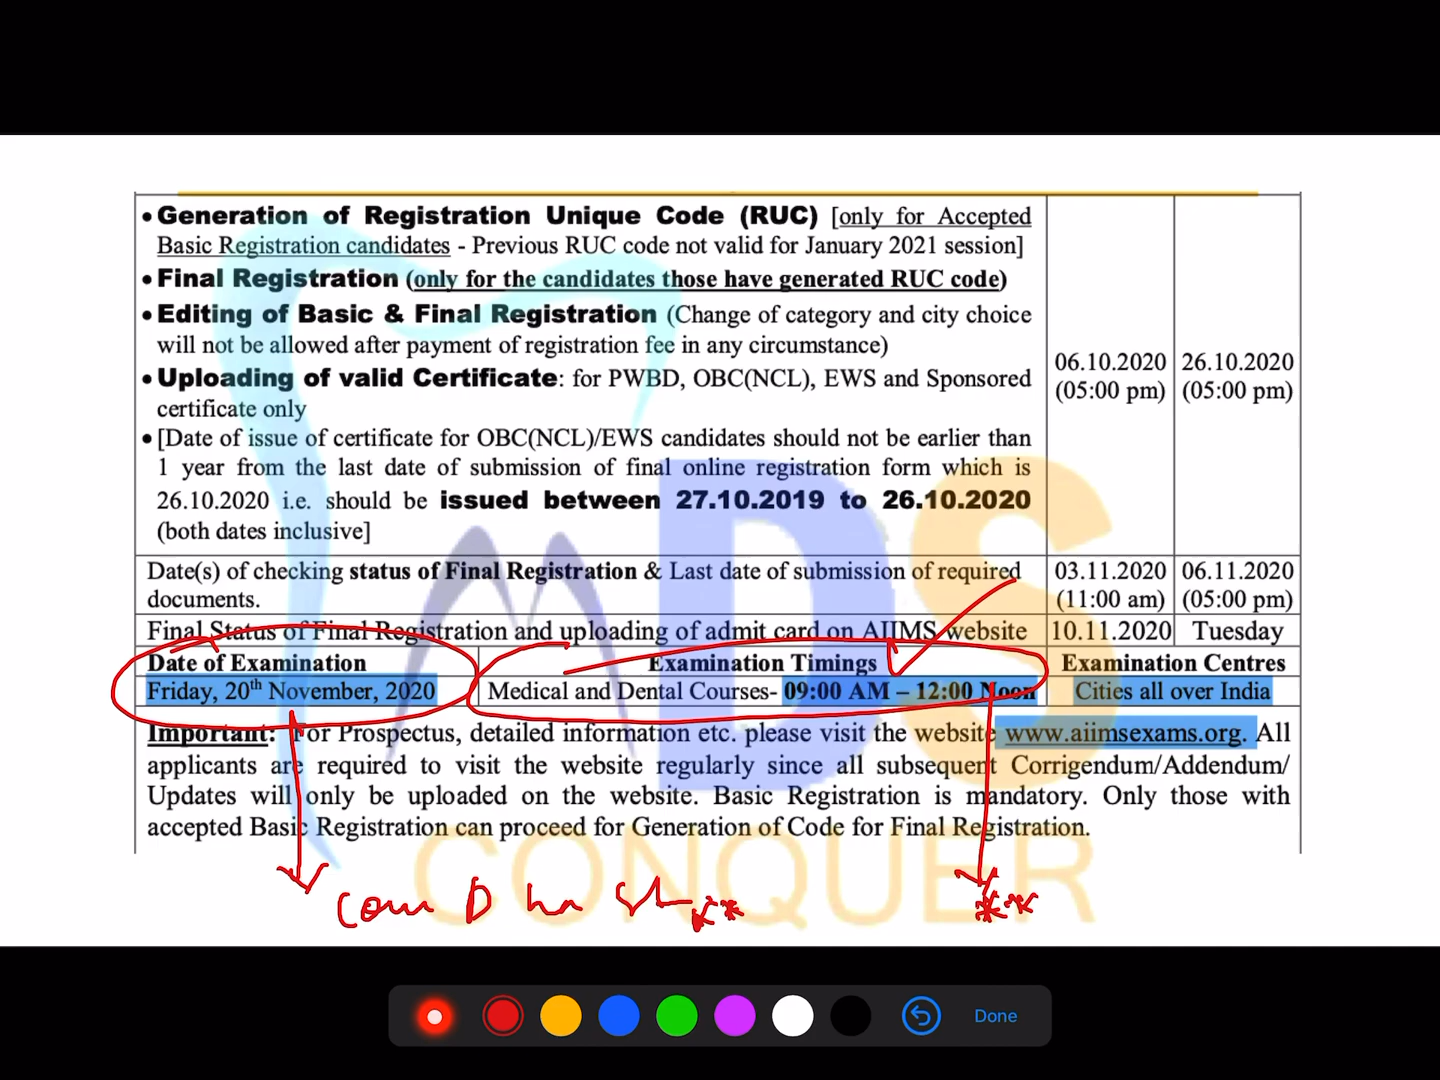 • Generation of Registration Unique Code (RUC) [only for Accepted
Basic Registration candidates - Previous RUC code not valid for January 2021 session]
• Final Registration (only for the candidates those have generated RUC code)
• Editing of Basic & Final Registration (Change of category and city choice
will not be allowed after payment of registration fee in any circumstance)
• Uploading of valid Certificate: for PWBD, OBC(NCL), EWS and Sponsored
certificate only
• [Date of issue of certificate for OBC(NCL)/EWS candidates should not be earlier than
1 year from the last date of submission of final online registration form which is
26.10.2020 i.e. should be issued between 27.10.2019 to 26.10.2020
(both dates inclusive]
06.10.2020 26.10.2020
(05:00 pm) (05:00 pm)
Date(s) of checking status of Final Registration & Last date of submission of required
documents.
03.11.2020 06.11.2020
(11:00 am) (05:00 pm)
Final Status of Final Registration and uploading of admit card on AIIMS website 10.11.2020 Tuesday
Date of Examination Examination Timings Examination Centres
Friday, 20th November, 2020 Medical and Dental Courses- 09:00 AM – 12:00 Noon Cities all over India
Important: For Prospectus, detailed information etc. please visit the website www.aiimsexams.org. All
applicants are required to visit the website regularly since all subsequent Corrigendum/Addendum/
Updates will only be uploaded on the website. Basic Registration is mandatory. Only those with
accepted Basic Registration can proceed for Generation of Code for Final Registration.
MDS
CONQUER
Done